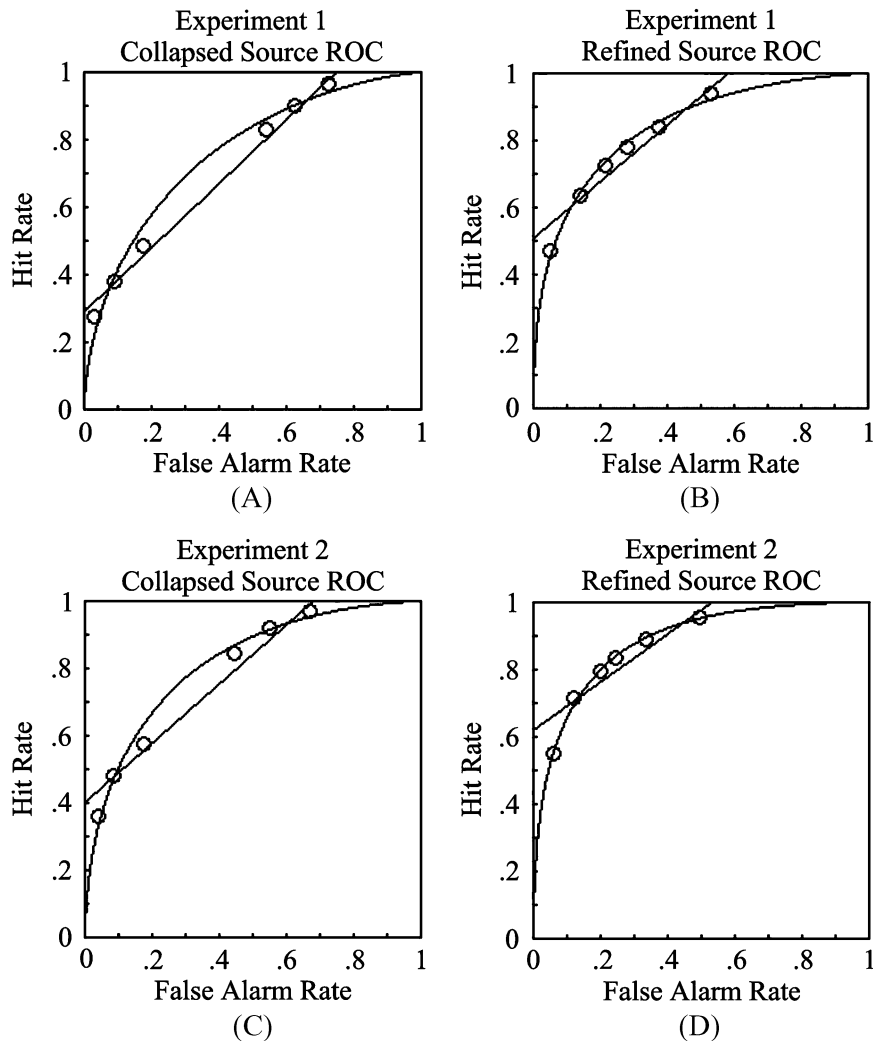 Experiment 1
Collapsed Source ROC
1
.8
.6
.4
.2
0
Hit Rate
0 .2 .4 .6 .8 1
False Alarm Rate
(A)
Experiment 1
Refined Source ROC
1
.8
.6
.4
.2
0
Hit Rate
0 .2 .4 .6 .8 1
False Alarm Rate
(B)
Experiment 2
Collapsed Source ROC
1
.8
.6
.4
.2
0
Hit Rate
0 .2 .4 .6 .8 1
False Alarm Rate
(C)
Experiment 2
Refined Source ROC
1
.8
.6
.4
.2
0
Hit Rate
0 .2 .4 .6 .8 1
False Alarm Rate
(D)